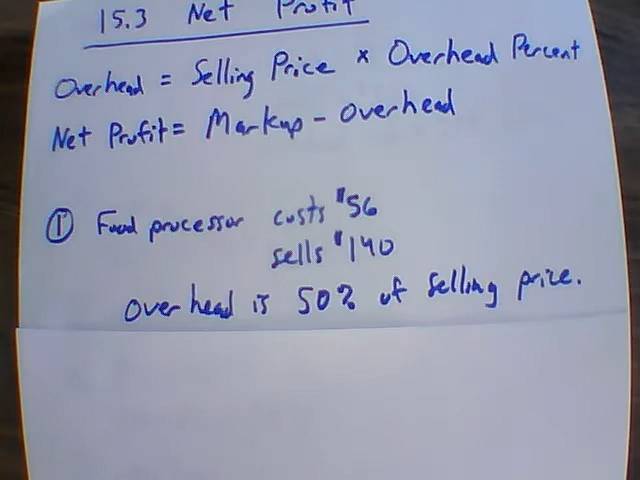 15.3 Net Profit
Overhead = Selling Price x Overhead Percent
Net Profit = Markup - Overhead
① Food processor costs $56
sells $140
Overhead is 50% of selling price.